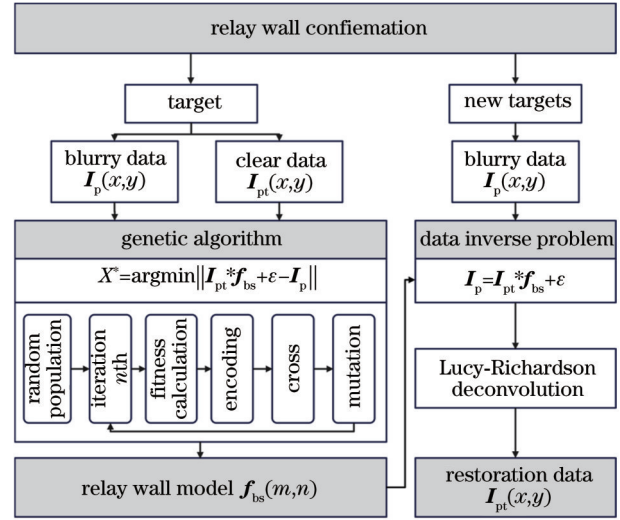 relay wall confiemation
target
new targets
blurry data
I_p(x,y)
clear data
I_pt(x,y)
blurry data
I_p(x,y)
genetic algorithm
X*=argmin||I_pt*f_bs+ε−I_p||
random
population
iteration
nth
fitness
calculation
encoding
cross
mutation
relay wall model f_bs(m,n)
data inverse problem
I_p=I_pt*f_bs+ε
Lucy-Richardson
deconvolution
restoration data
I_pt(x,y)